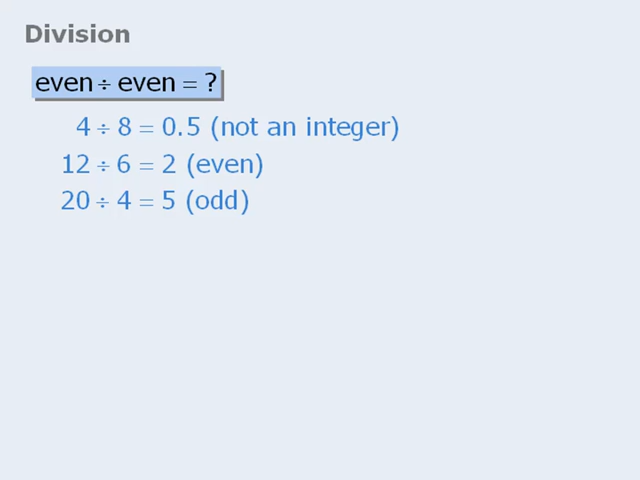 Division
even ÷ even = ?
4 ÷ 8 = 0.5 (not an integer)
12 ÷ 6 = 2 (even)
20 ÷ 4 = 5 (odd)